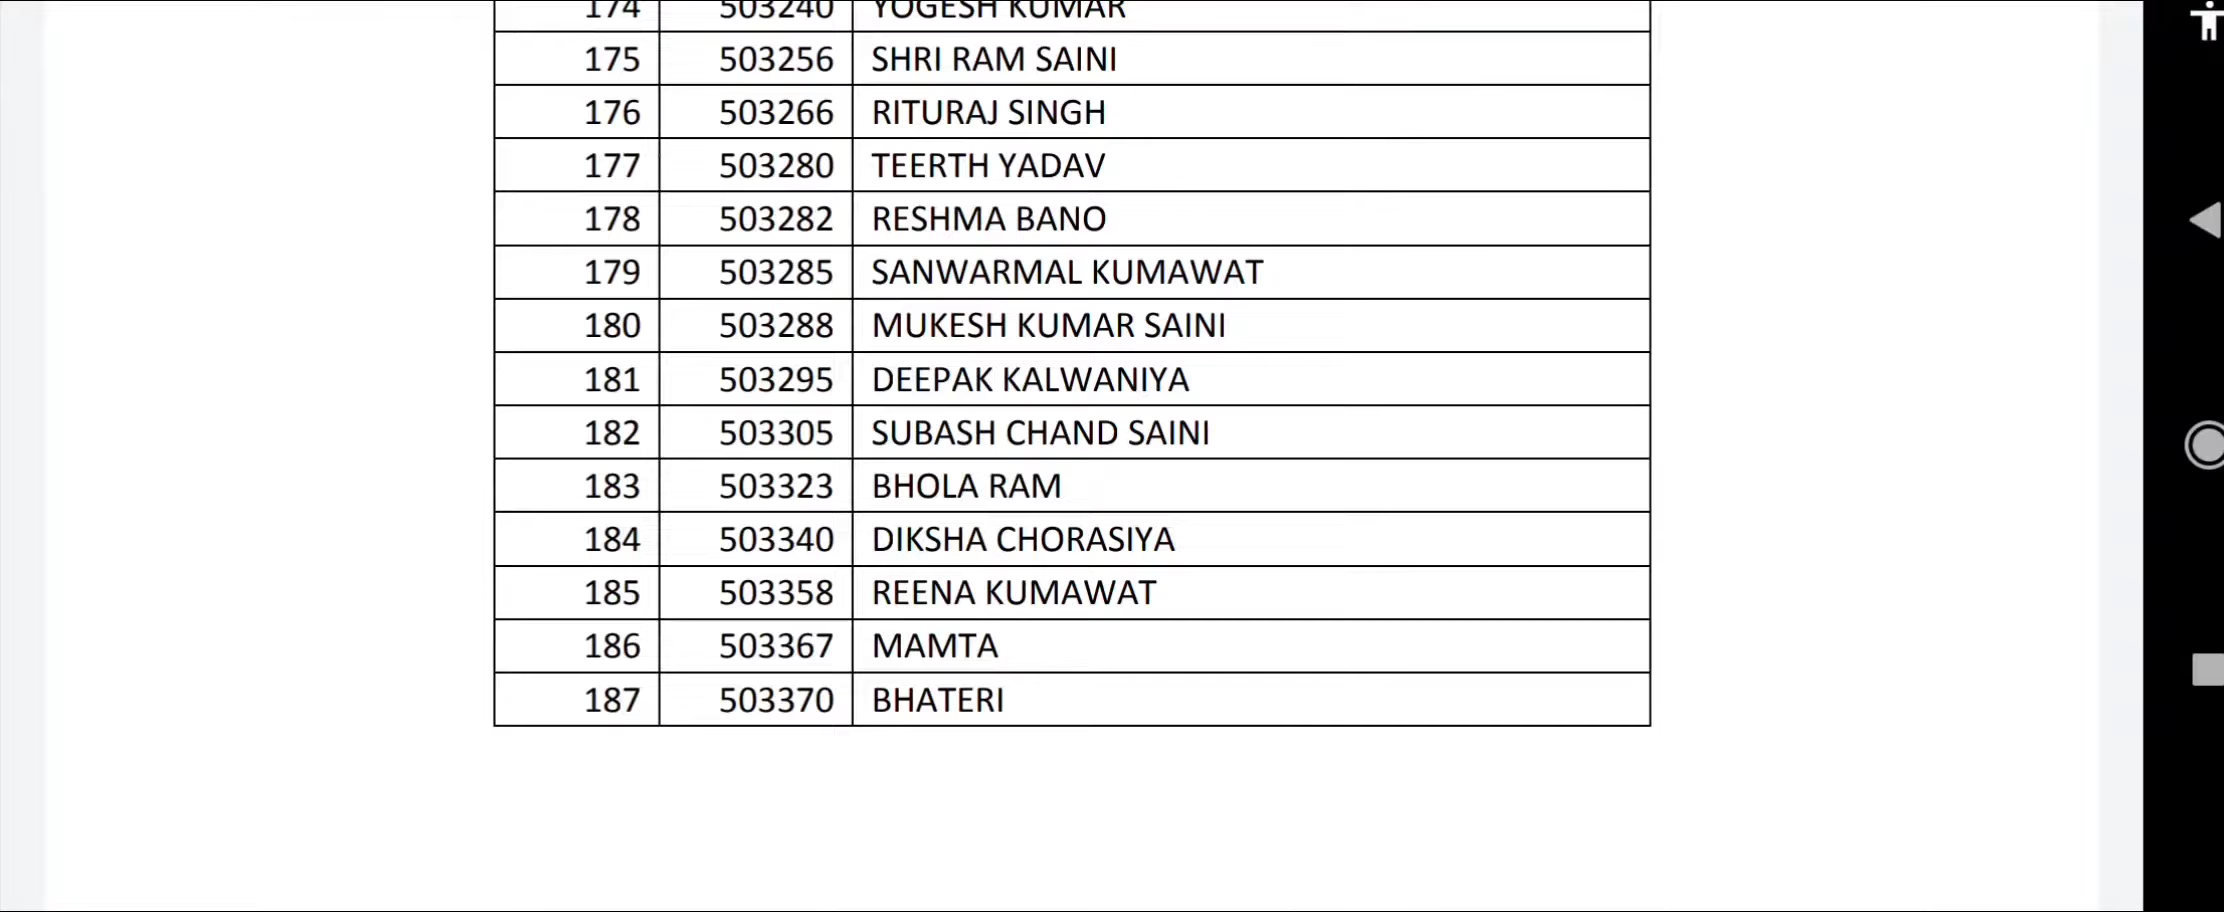 174 503240 YOGESH KUMAR
175 503256 SHRI RAM SAINI
176 503266 RITURAJ SINGH
177 503280 TEERTH YADAV
178 503282 RESHMA BANO
179 503285 SANWARMAL KUMAWAT
180 503288 MUKESH KUMAR SAINI
181 503295 DEEPAK KALWANIYA
182 503305 SUBASH CHAND SAINI
183 503323 BHOLA RAM
184 503340 DIKSHA CHORASIYA
185 503358 REENA KUMAWAT
186 503367 MAMTA
187 503370 BHATERI